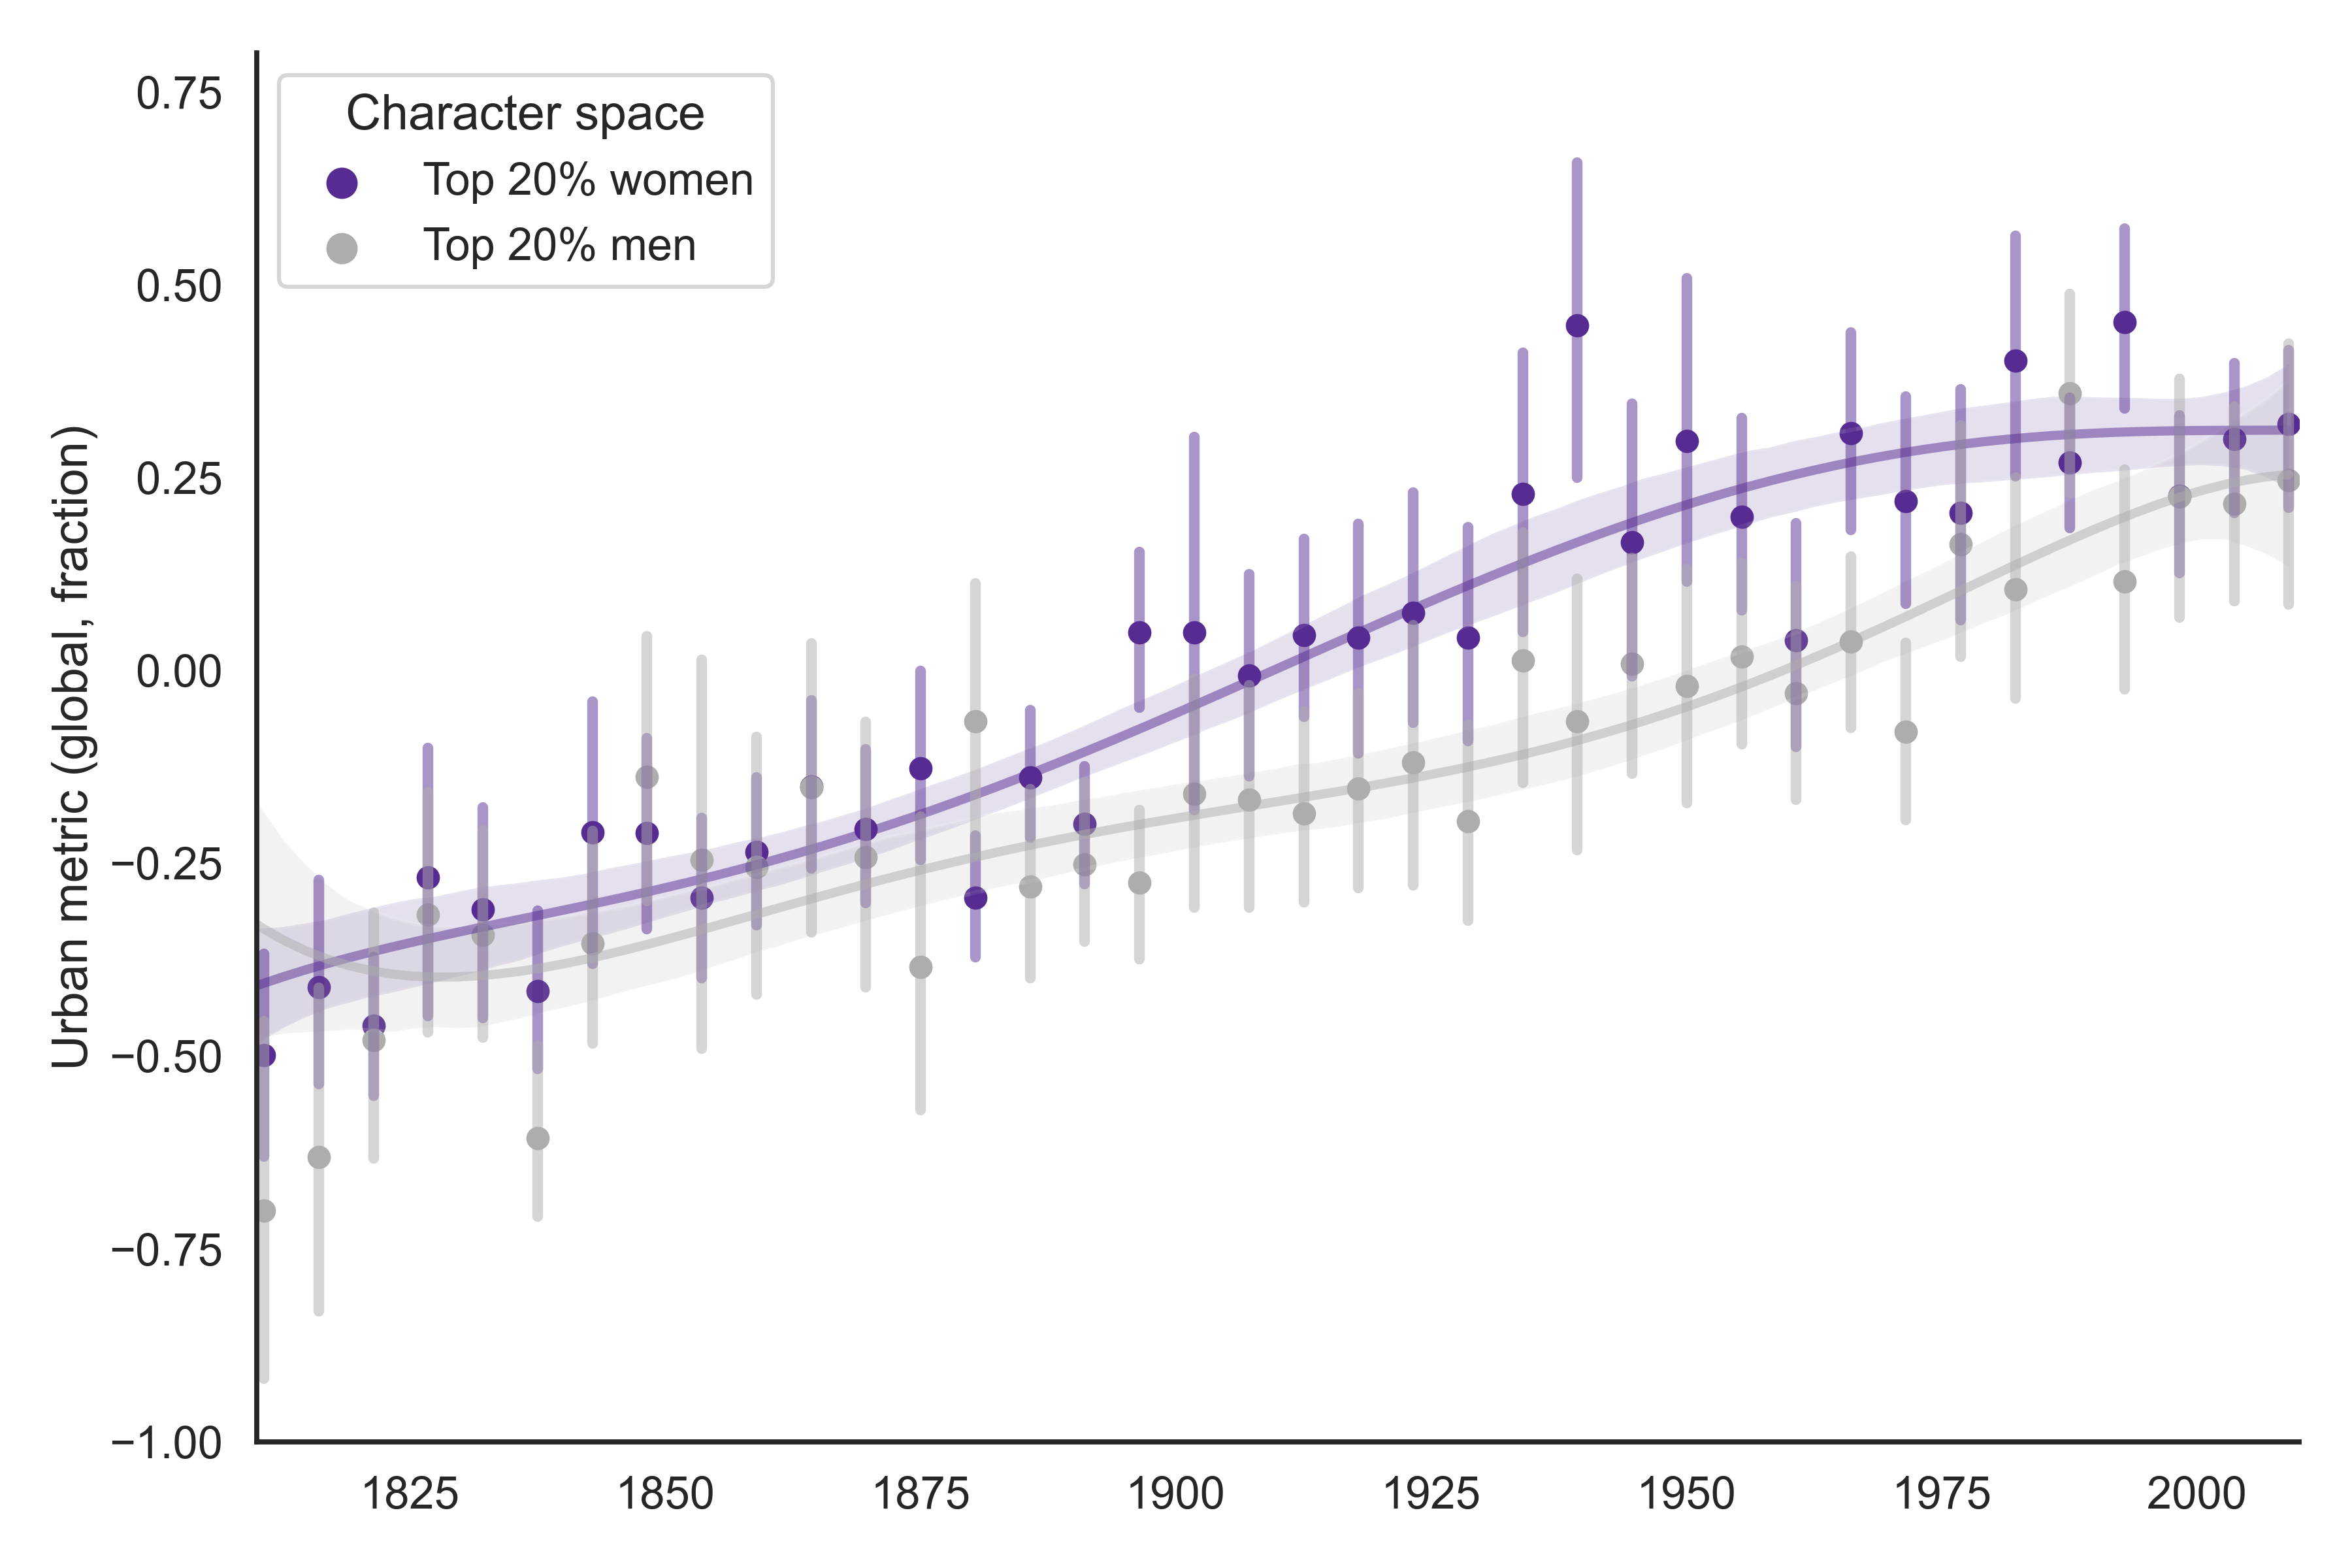 Character space
Top 20% women
Top 20% men
Urban metric (global, fraction)
0.75
0.50
0.25
0.00
−0.25
−0.50
−0.75
−1.00
1825 1850 1875 1900 1925 1950 1975 2000